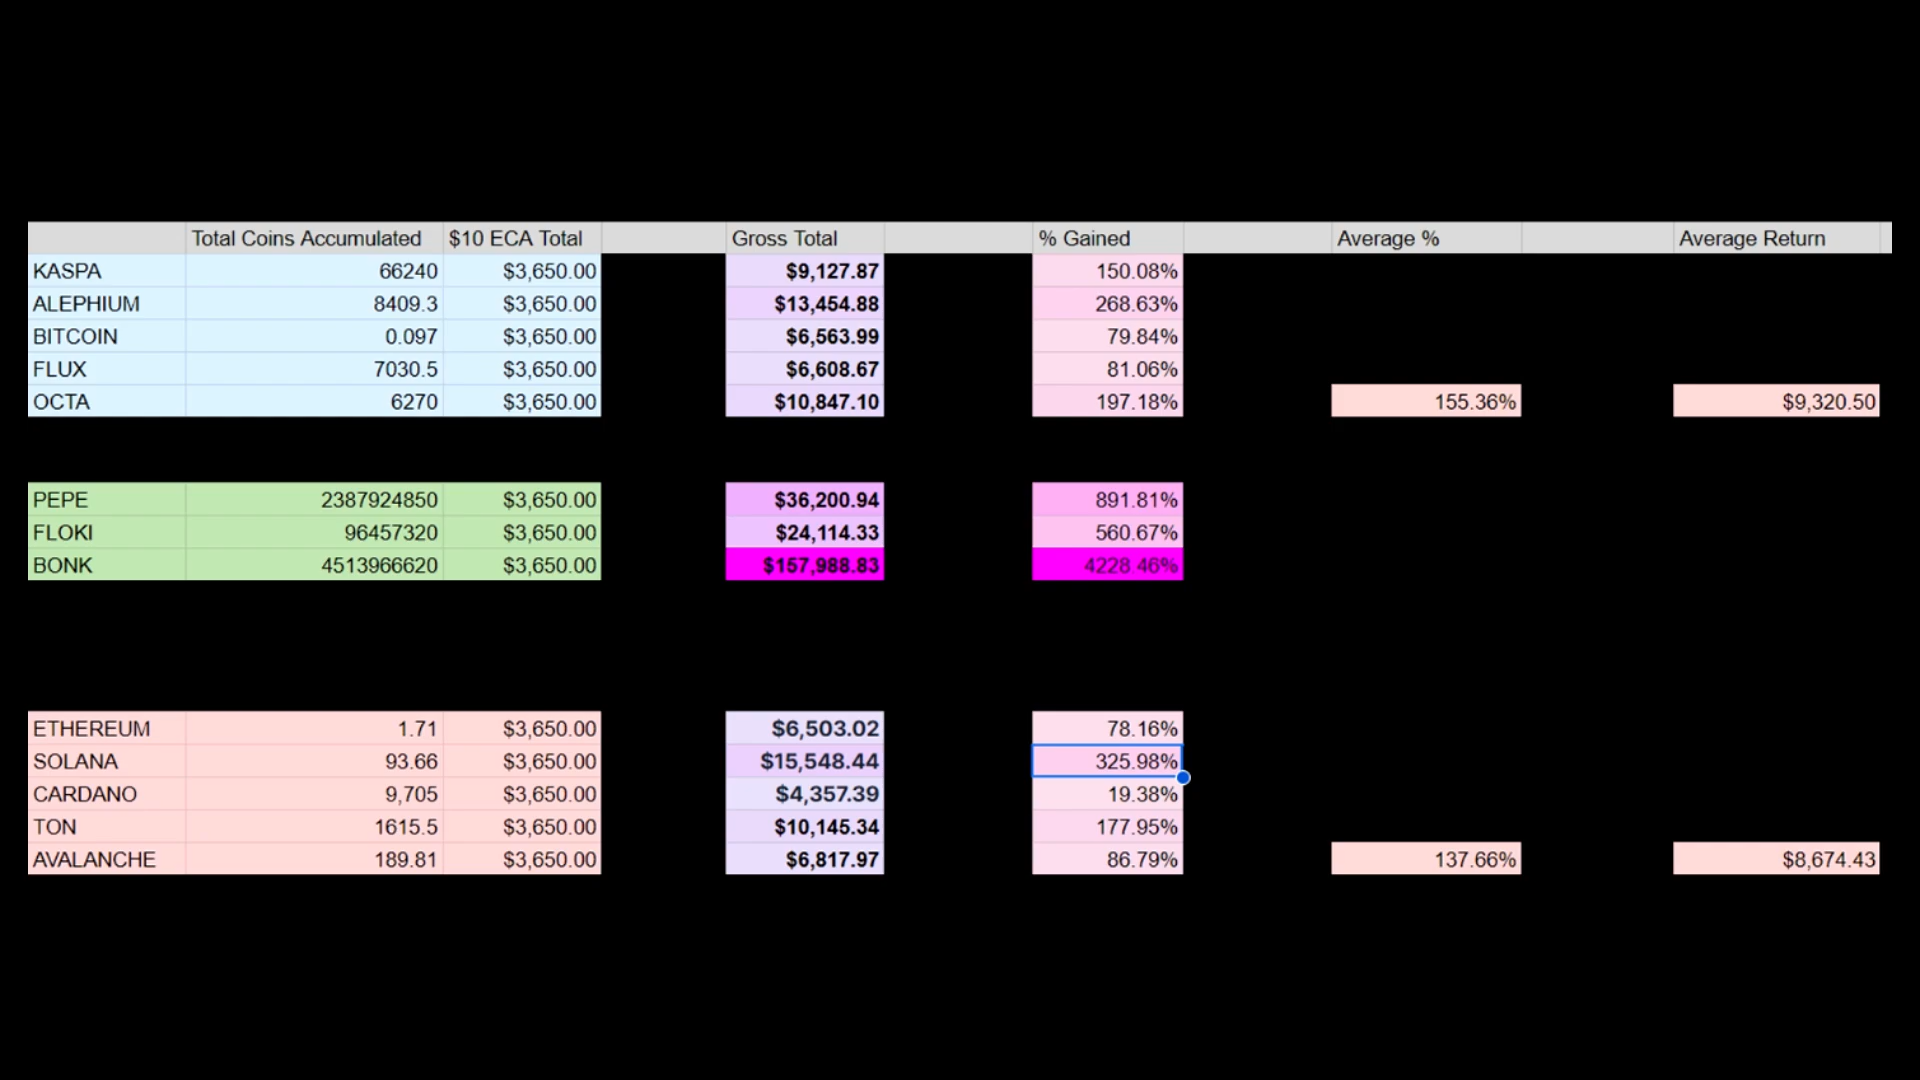 Total Coins Accumulated $10 ECA Total Gross Total % Gained Average % Average Return
KASPA 66240 $3,650.00 $9,127.87 150.08%
ALEPHIUM 8409.3 $3,650.00 $13,454.88 268.63%
BITCOIN 0.097 $3,650.00 $6,563.99 79.84%
FLUX 7030.5 $3,650.00 $6,608.67 81.06%
OCTA 6270 $3,650.00 $10,847.10 197.18% 155.36% $9,320.50
PEPE 2387924850 $3,650.00 $36,200.94 891.81%
FLOKI 96457320 $3,650.00 $24,114.33 560.67%
BONK 4513966620 $3,650.00 $157,988.83 4228.46%
ETHEREUM 1.71 $3,650.00 $6,503.02 78.16%
SOLANA 93.66 $3,650.00 $15,548.44 325.98%
CARDANO 9,705 $3,650.00 $4,357.39 19.38%
TON 1615.5 $3,650.00 $10,145.34 177.95%
AVALANCHE 189.81 $3,650.00 $6,817.97 86.79% 137.66% $8,674.43